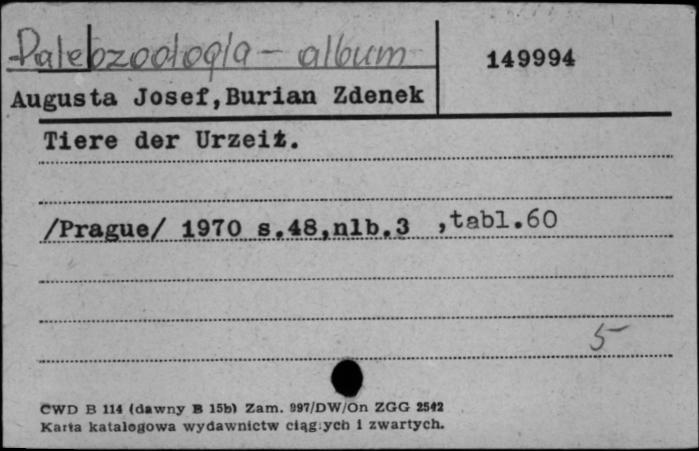 Paleozoologia - album
149994
Augusta Josef,Burian Zdenek
Tiere der Urzeit.
/Prague/ 1970 s.48,nlb.3 ,tabl.60
5
CWD B 114 (dawny B 15b) Zam. 997/DW/On ZGG 2542
Karta katalogowa wydawnictw ciągłych i zwartych.